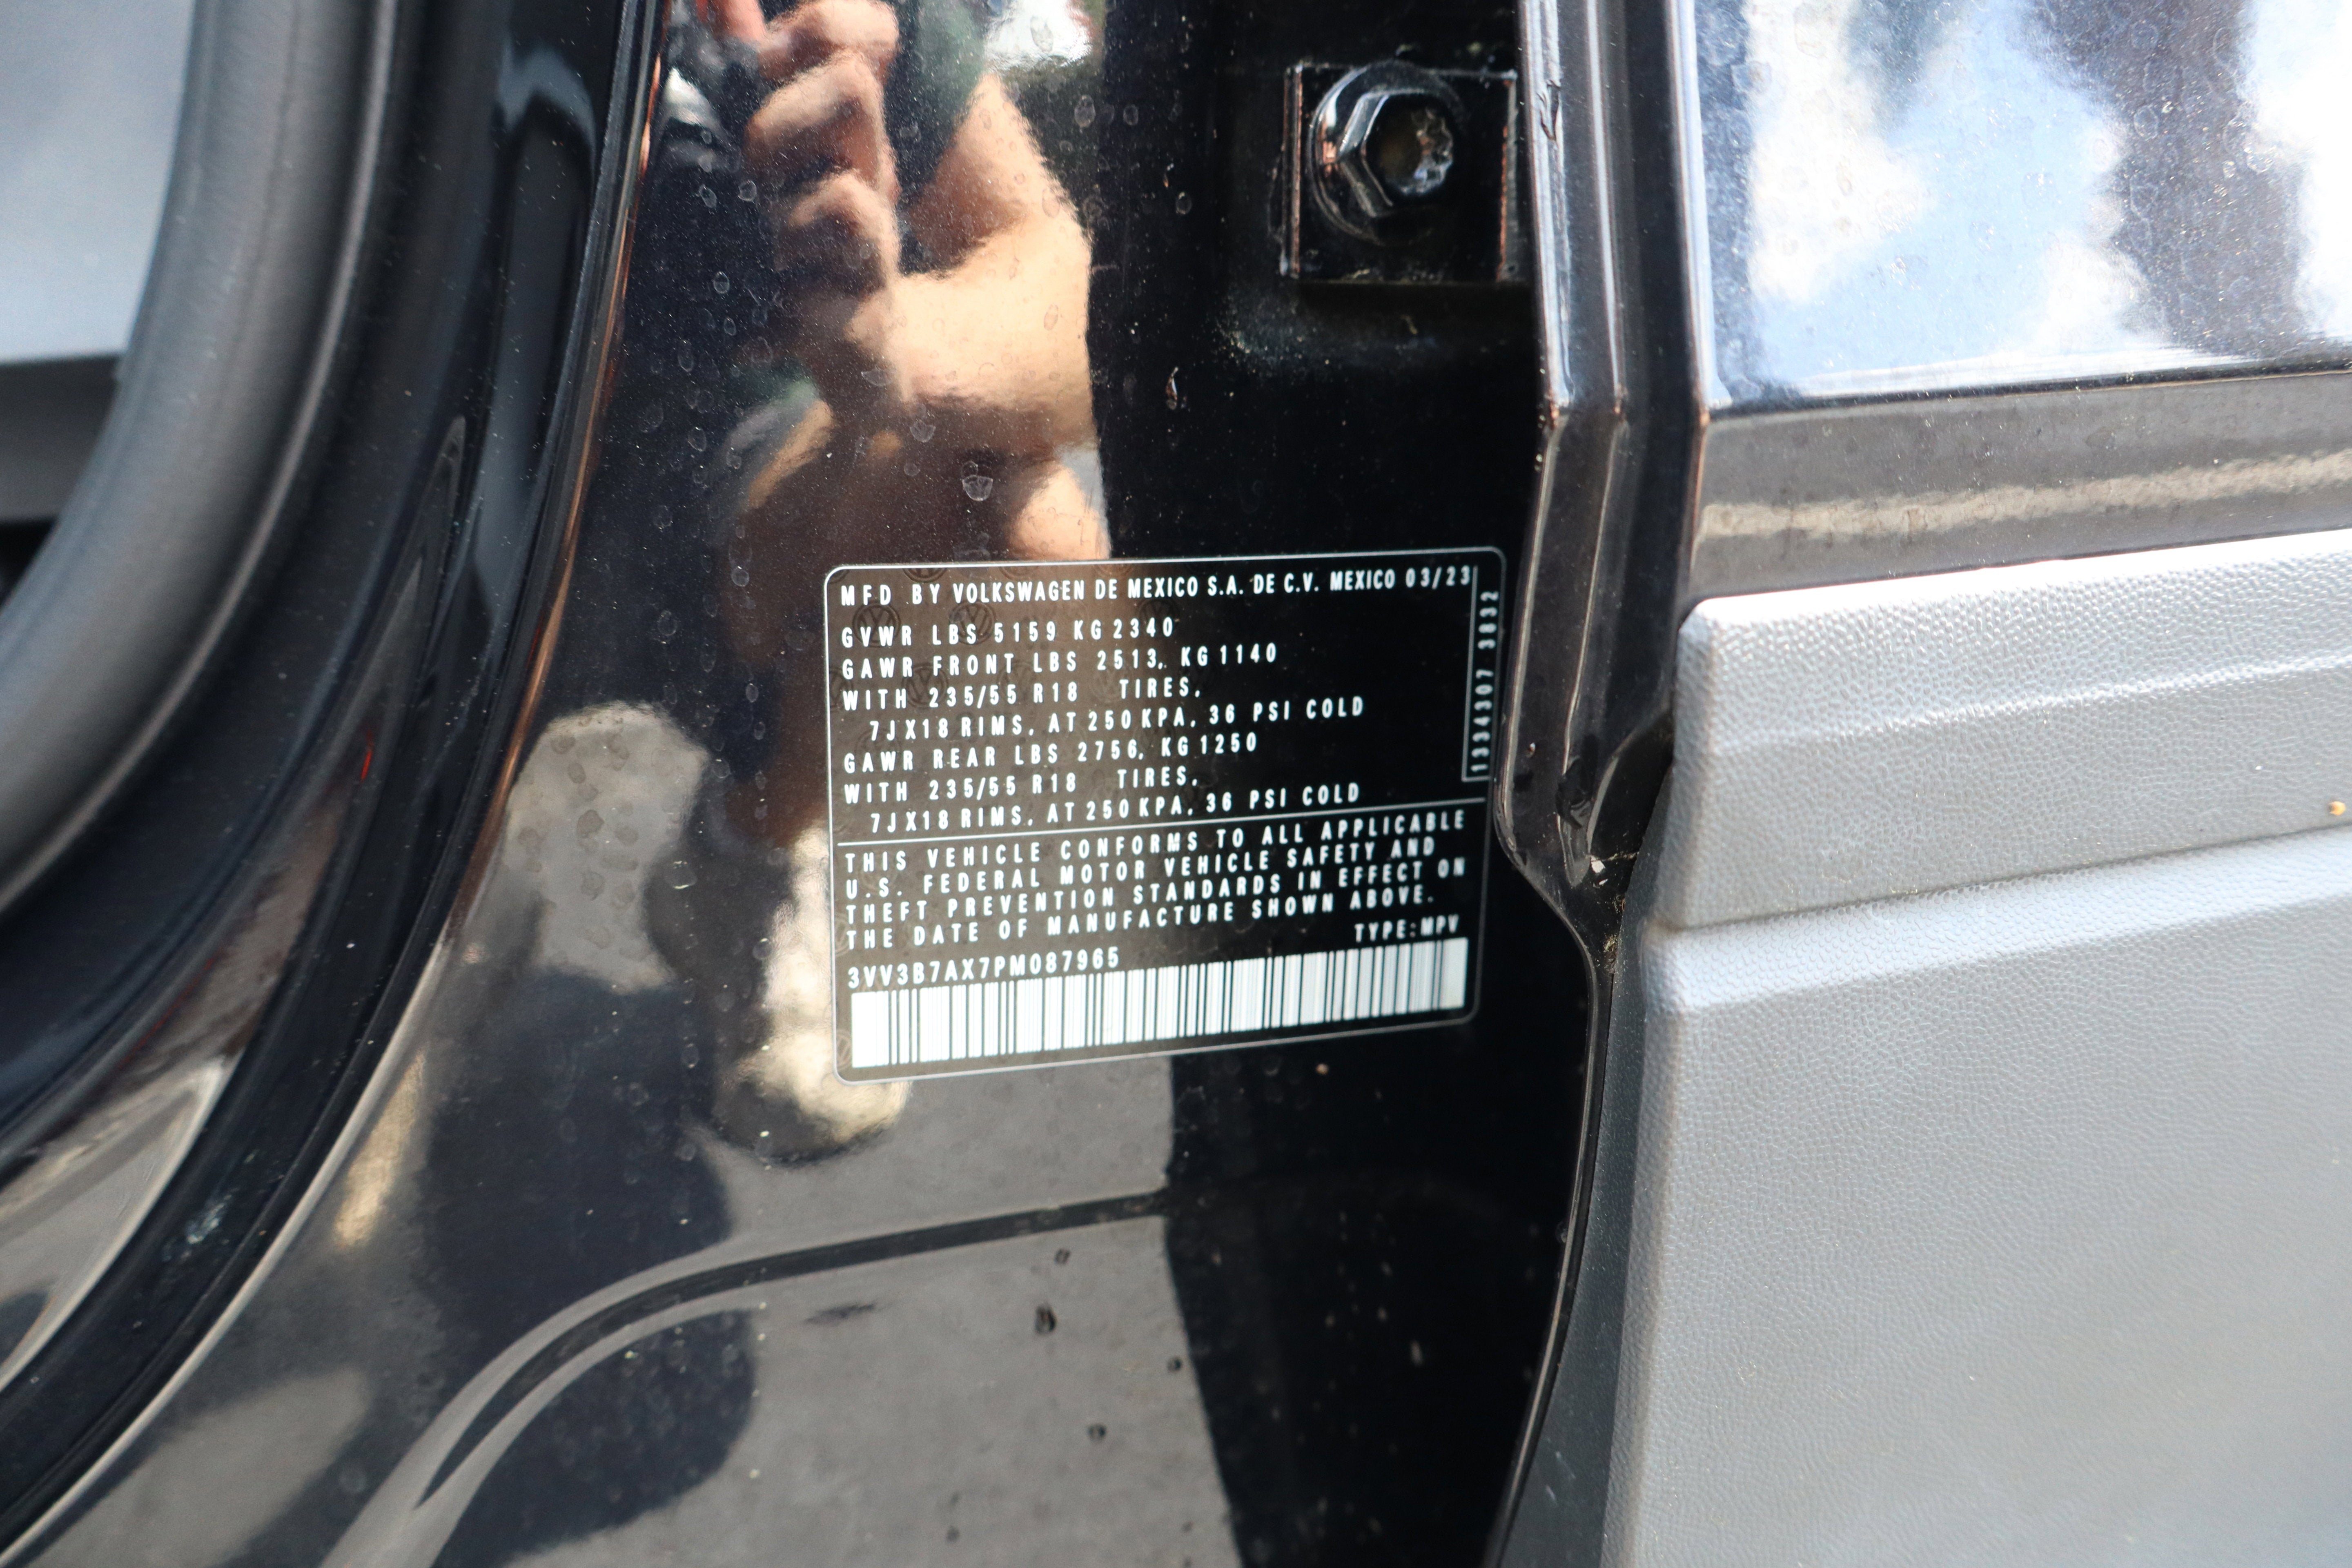 MFD BY VOLKSWAGEN DE MEXICO S.A. DE C.V. MEXICO 03/23
GVWR LBS 5159 KG 2340
GAWR FRONT LBS 2513, KG 1140
WITH 235/55 R18 TIRES,
7JX18 RIMS, AT 250 KPA, 36 PSI COLD
GAWR REAR LBS 2756, KG 1250
WITH 235/55 R18 TIRES,
7JX18 RIMS, AT 250 KPA, 36 PSI COLD
1334307 3832
THIS VEHICLE CONFORMS TO ALL APPLICABLE
U.S. FEDERAL MOTOR VEHICLE SAFETY AND
THEFT PREVENTION STANDARDS IN EFFECT ON
THE DATE OF MANUFACTURE SHOWN ABOVE.
TYPE:MPV
3VV3B7AX7PM087965